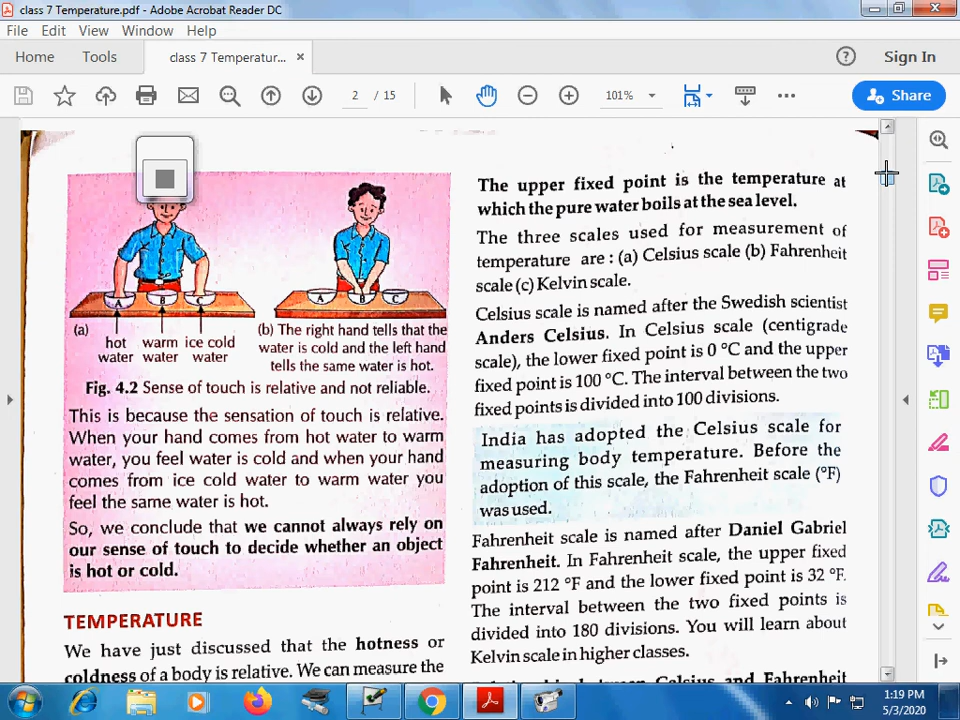 class 7 Temperature.pdf - Adobe Acrobat Reader DC
File Edit View Window Help
Home Tools class 7 Temperatur... × Sign In
2 / 15 101% Share
A B C
A B C
(a) hot water warm water ice cold water
(b) The right hand tells that the
water is cold and the left hand
tells the same water is hot.
Fig. 4.2 Sense of touch is relative and not reliable.
This is because the sensation of touch is relative.
When your hand comes from hot water to warm
water, you feel water is cold and when your hand
comes from ice cold water to warm water you
feel the same water is hot.
So, we conclude that we cannot always rely on
our sense of touch to decide whether an object
is hot or cold.
TEMPERATURE
We have just discussed that the hotness or
coldness of a body is relative. We can measure the
The upper fixed point is the temperature at
which the pure water boils at the sea level.
The three scales used for measurement of
temperature are : (a) Celsius scale (b) Fahrenheit
scale (c) Kelvin scale.
Celsius scale is named after the Swedish scientist
Anders Celsius. In Celsius scale (centigrade
scale), the lower fixed point is 0 °C and the upper
fixed point is 100 °C. The interval between the two
fixed points is divided into 100 divisions.
India has adopted the Celsius scale for
measuring body temperature. Before the
adoption of this scale, the Fahrenheit scale (°F)
was used.
Fahrenheit scale is named after Daniel Gabriel
Fahrenheit. In Fahrenheit scale, the upper fixed
point is 212 °F and the lower fixed point is 32 °F.
The interval between the two fixed points is
divided into 180 divisions. You will learn about
Kelvin scale in higher classes.
between Celsius and Fahrenheit
1:19 PM
5/3/2020